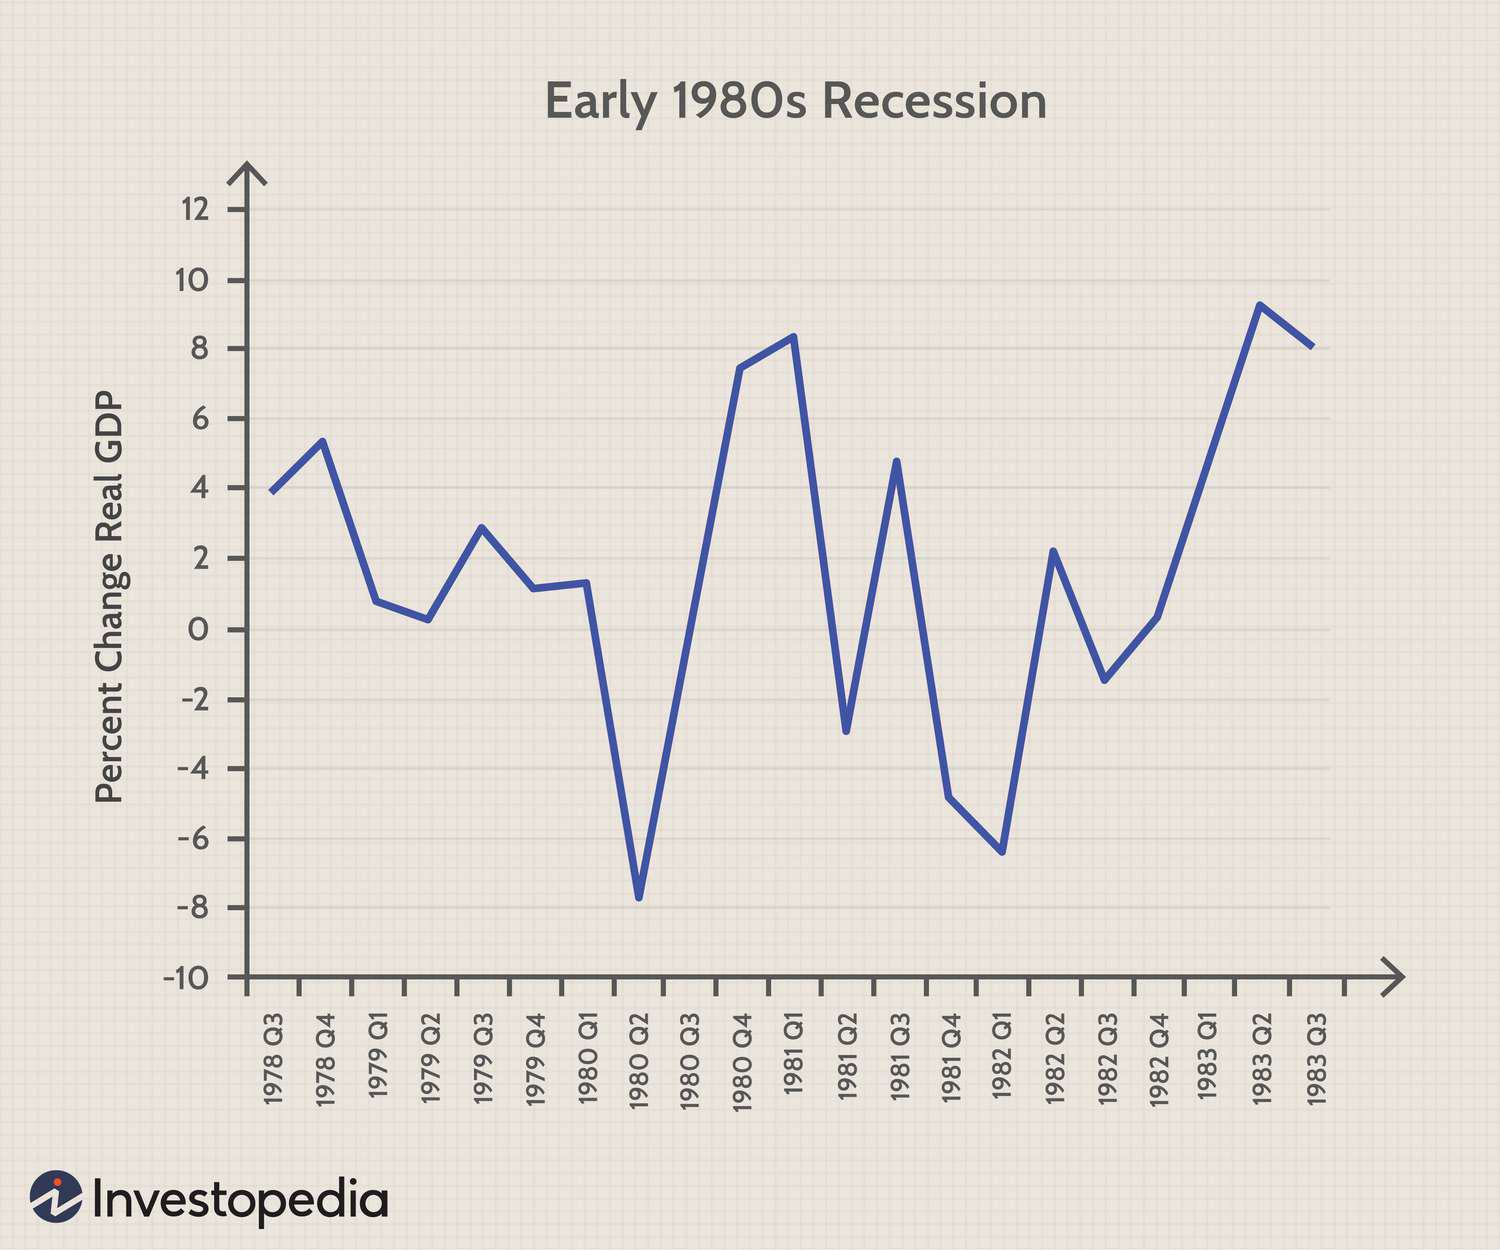 Early 1980s Recession
Percent Change Real GDP
12
10
8
6
4
2
0
-2
-4
-6
-8
-10
1978 Q3
1978 Q4
1979 Q1
1979 Q2
1979 Q3
1979 Q4
1980 Q1
1980 Q2
1980 Q3
1980 Q4
1981 Q1
1981 Q2
1981 Q3
1981 Q4
1982 Q1
1982 Q2
1982 Q3
1982 Q4
1983 Q1
1983 Q2
1983 Q3
Investopedia